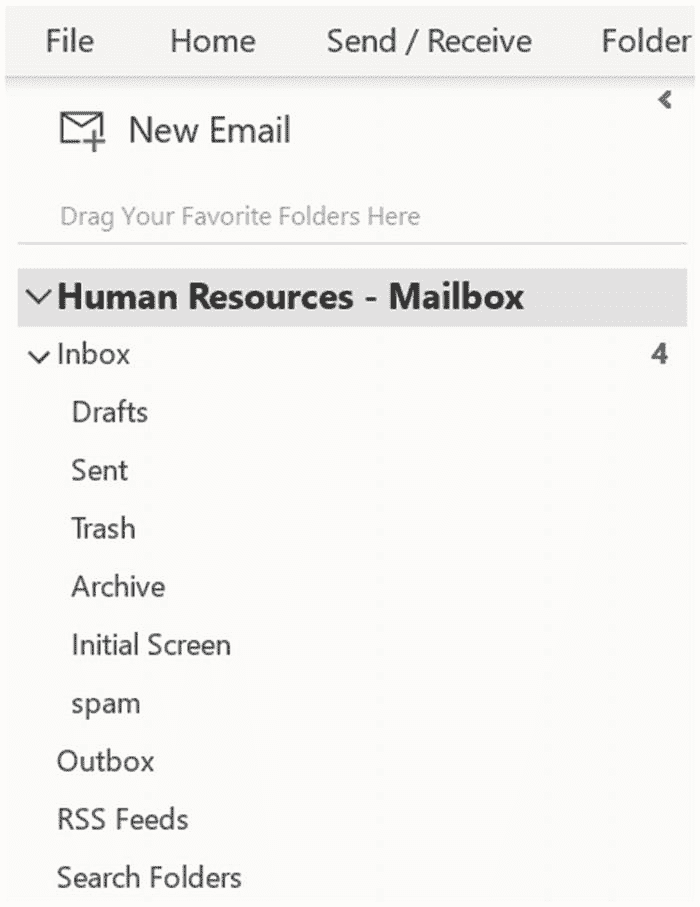 File Home Send / Receive Folder
New Email
Drag Your Favorite Folders Here
Human Resources - Mailbox
Inbox 4
Drafts
Sent
Trash
Archive
Initial Screen
spam
Outbox
RSS Feeds
Search Folders